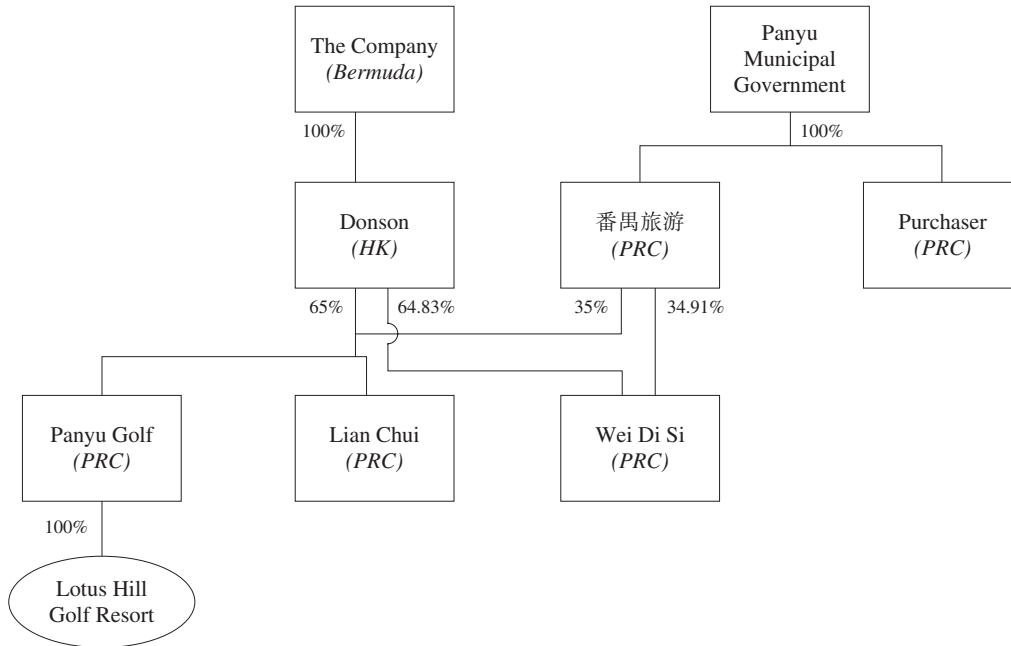 The Company
(Bermuda)
Panyu
Municipal
Government
100%
100%
Donson
(HK)
番禺旅游
(PRC)
Purchaser
(PRC)
65%
64.83%
35%
34.91%
Panyu Golf
(PRC)
Lian Chui
(PRC)
Wei Di Si
(PRC)
100%
Lotus Hill
Golf Resort